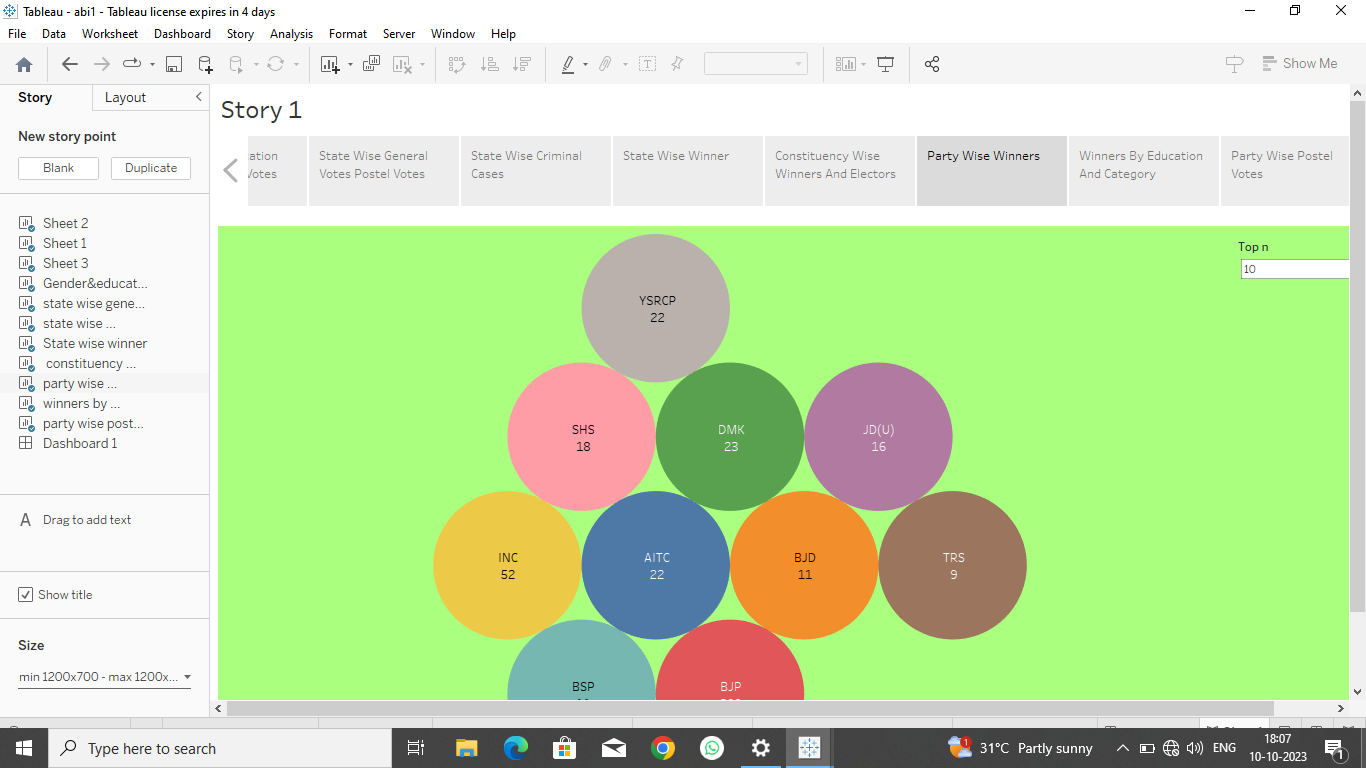 Tableau - abi1 - Tableau license expires in 4 days
File Data Worksheet Dashboard Story Analysis Format Server Window Help
Show Me
Story Layout
New story point
Blank Duplicate
Sheet 2
Sheet 1
Sheet 3
Gender&educat...
state wise gene...
state wise ...
State wise winner
constituency ...
party wise ...
winners by ...
party wise post...
Dashboard 1
A Drag to add text
Show title
Size
min 1200x700 - max 1200x...
Story 1
ation
Votes
State Wise General
Votes Postel Votes
State Wise Criminal
Cases
State Wise Winner
Constituency Wise
Winners And Electors
Party Wise Winners
Winners By Education
And Category
Party Wise Postel
Votes
Top n
10
YSRCP
22
SHS
18
DMK
23
JD(U)
16
INC
52
AITC
22
BJD
11
TRS
9
BSP
BJP
Type here to search
1
31°C Partly sunny
ENG
18:07
10-10-2023
1